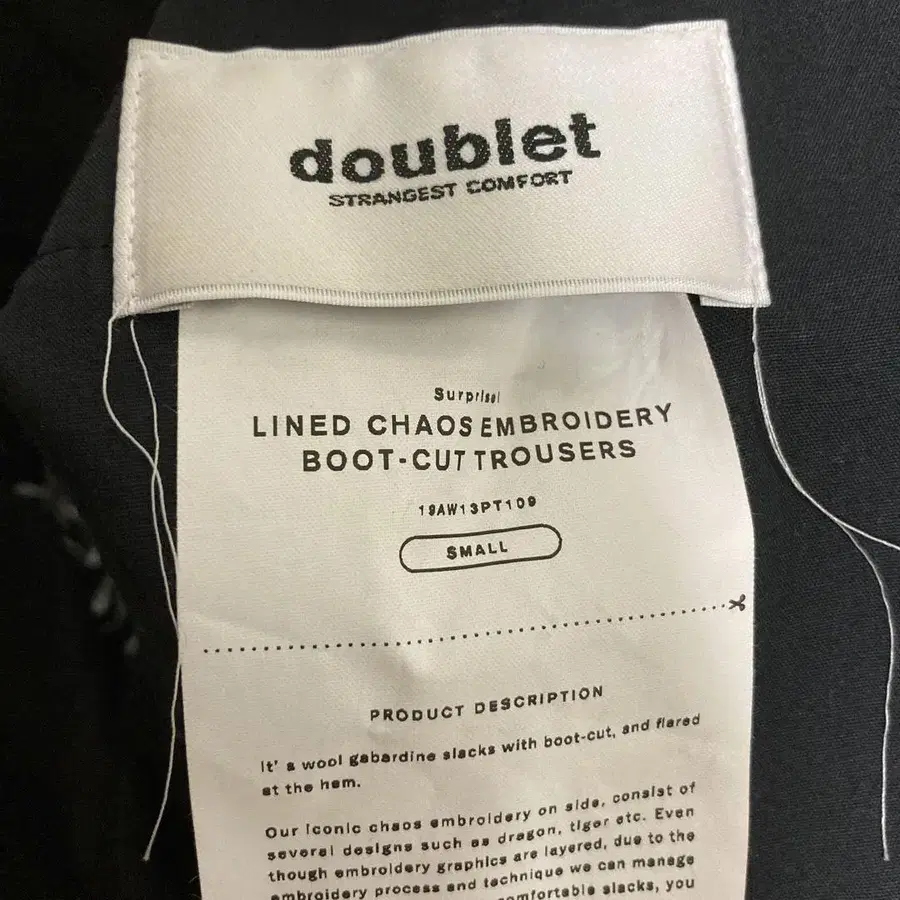 doublet
STRANGEST COMFORT
Surprise!
LINED CHAOS EMBROIDERY
BOOT-CUT TROUSERS
19AW13PT109
SMALL
PRODUCT DESCRIPTION
It' a wool gabardine slacks with boot-cut, and flared
at the hem.
Our iconic chaos embroidery on side, consist of
several designs such as dragon, tiger etc. Even
though embroidery graphics are layered, due to the
embroidery process and technique we can manage
comfortable slacks, you